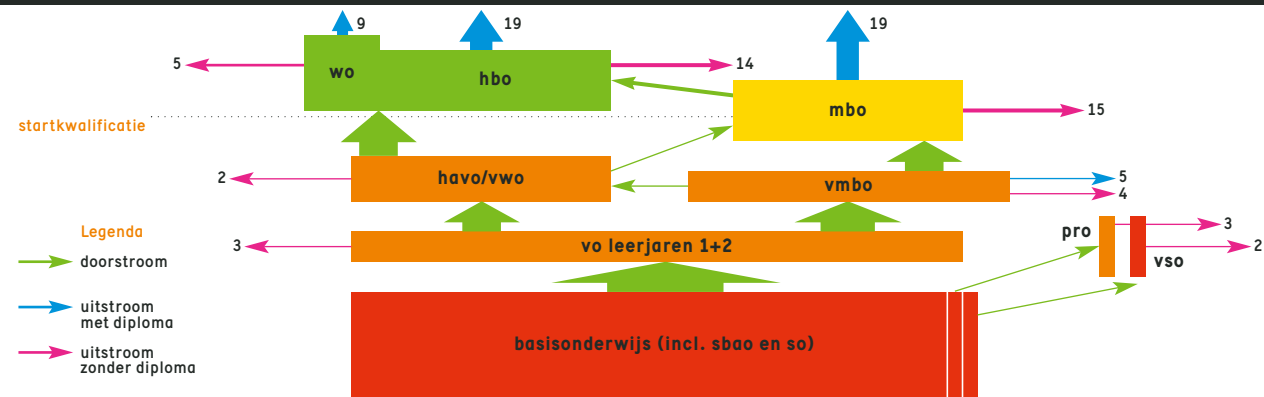 9
19
19
5
wo
hbo
14
mbo
15
startkwalificatie
2
havo/vwo
vmbo
5
4
Legenda
doorstroom
uitstroom
met diploma
uitstroom
zonder diploma
3
vo leerjaren 1+2
pro
3
vso
2
basisonderwijs (incl. sbao en so)